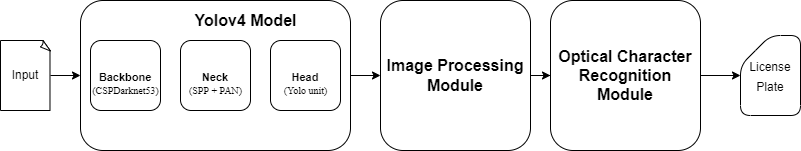 Input
Yolov4 Model
Backbone
(CSPDarknet53)
Neck
(SPP + PAN)
Head
(Yolo unit)
Image Processing
Module
Optical Character
Recognition
Module
License
Plate